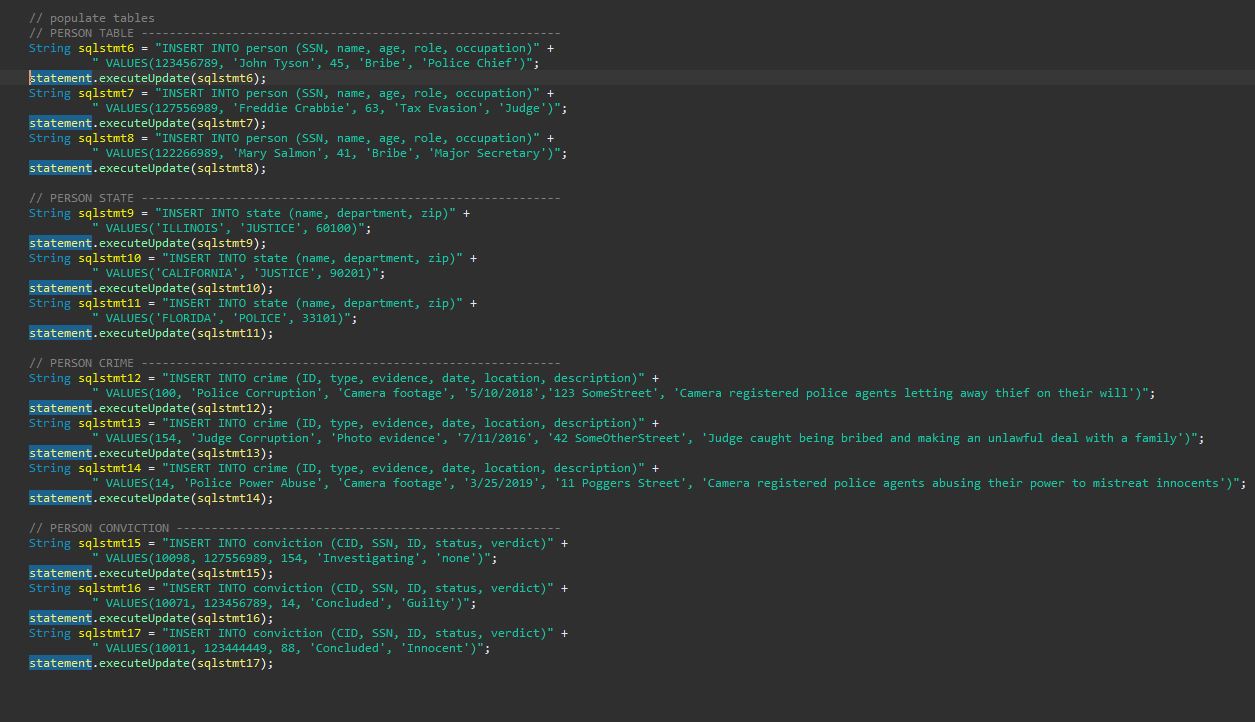 // populate tables
// PERSON TABLE ------------------------------------------------------------
String sqlstmt6 = "INSERT INTO person (SSN, name, age, role, occupation)" +
" VALUES(123456789, 'John Tyson', 45, 'Bribe', 'Police Chief')";
statement.executeUpdate(sqlstmt6);
String sqlstmt7 = "INSERT INTO person (SSN, name, age, role, occupation)" +
" VALUES(127556989, 'Freddie Crabbie', 63, 'Tax Evasion', 'Judge')";
statement.executeUpdate(sqlstmt7);
String sqlstmt8 = "INSERT INTO person (SSN, name, age, role, occupation)" +
" VALUES(122266989, 'Mary Salmon', 41, 'Bribe', 'Major Secretary')";
statement.executeUpdate(sqlstmt8);
// PERSON STATE ------------------------------------------------------------
String sqlstmt9 = "INSERT INTO state (name, department, zip)" +
" VALUES('ILLINOIS', 'JUSTICE', 60100)";
statement.executeUpdate(sqlstmt9);
String sqlstmt10 = "INSERT INTO state (name, department, zip)" +
" VALUES('CALIFORNIA', 'JUSTICE', 90201)";
statement.executeUpdate(sqlstmt10);
String sqlstmt11 = "INSERT INTO state (name, department, zip)" +
" VALUES('FLORIDA', 'POLICE', 33101)";
statement.executeUpdate(sqlstmt11);
// PERSON CRIME ------------------------------------------------------------
String sqlstmt12 = "INSERT INTO crime (ID, type, evidence, date, location, description)" +
" VALUES(100, 'Police Corruption', 'Camera footage', '5/10/2018','123 SomeStreet', 'Camera registered police agents letting away thief on their will')";
statement.executeUpdate(sqlstmt12);
String sqlstmt13 = "INSERT INTO crime (ID, type, evidence, date, location, description)" +
" VALUES(154, 'Judge Corruption', 'Photo evidence', '7/11/2016', '42 SomeOtherStreet', 'Judge caught being bribed and making an unlawful deal with a family')";
statement.executeUpdate(sqlstmt13);
String sqlstmt14 = "INSERT INTO crime (ID, type, evidence, date, location, description)" +
" VALUES(14, 'Police Power Abuse', 'Camera footage', '3/25/2019', '11 Poggers Street', 'Camera registered police agents abusing their power to mistreat innocents')";
statement.executeUpdate(sqlstmt14);
// PERSON CONVICTION -------------------------------------------------------
String sqlstmt15 = "INSERT INTO conviction (CID, SSN, ID, status, verdict)" +
" VALUES(10098, 127556989, 154, 'Investigating', 'none')";
statement.executeUpdate(sqlstmt15);
String sqlstmt16 = "INSERT INTO conviction (CID, SSN, ID, status, verdict)" +
" VALUES(10071, 123456789, 14, 'Concluded', 'Guilty')";
statement.executeUpdate(sqlstmt16);
String sqlstmt17 = "INSERT INTO conviction (CID, SSN, ID, status, verdict)" +
" VALUES(10011, 123444449, 88, 'Concluded', 'Innocent')";
statement.executeUpdate(sqlstmt17);